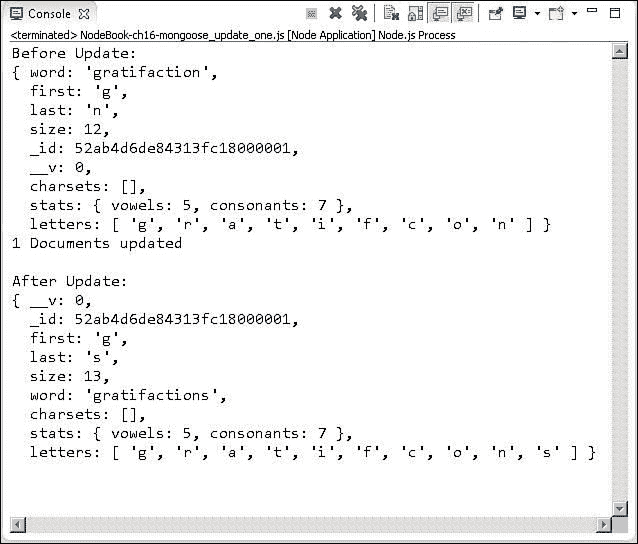 Console
<terminated> NodeBook-ch16-mongoose_update_one.js [Node Application] Node.js Process
Before Update:
{ word: 'gratifaction',
  first: 'g',
  last: 'n',
  size: 12,
  _id: 52ab4d6de84313fc18000001,
  __v: 0,
  charsets: [],
  stats: { vowels: 5, consonants: 7 },
  letters: [ 'g', 'r', 'a', 't', 'i', 'f', 'c', 'o', 'n' ] }
1 Documents updated

After Update:
{ __v: 0,
  _id: 52ab4d6de84313fc18000001,
  first: 'g',
  last: 's',
  size: 13,
  word: 'gratifactions',
  charsets: [],
  stats: { vowels: 5, consonants: 7 },
  letters: [ 'g', 'r', 'a', 't', 'i', 'f', 'c', 'o', 'n', 's' ] }